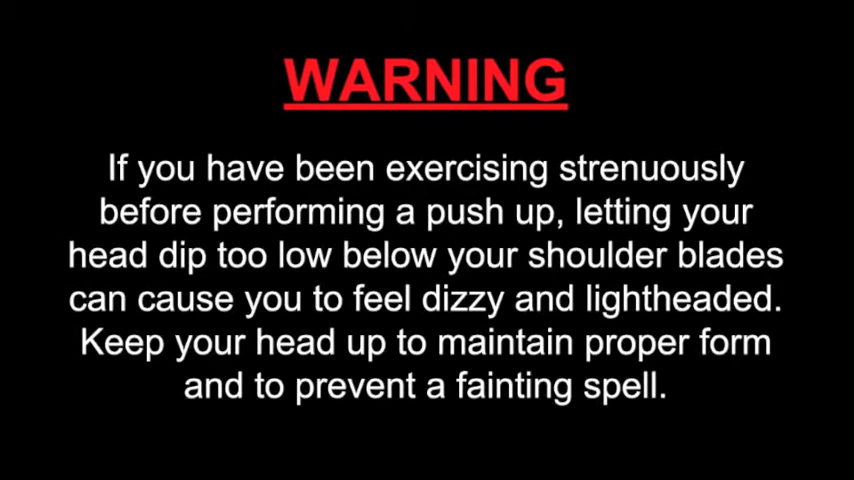 WARNING
If you have been exercising strenuously
before performing a push up, letting your
head dip too low below your shoulder blades
can cause you to feel dizzy and lightheaded.
Keep your head up to maintain proper form
and to prevent a fainting spell.